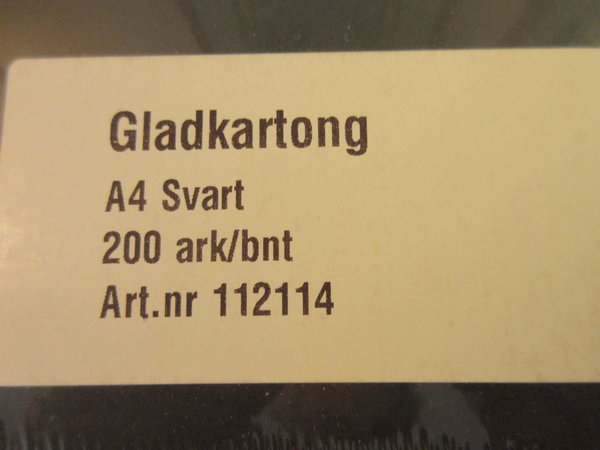 Gladkartong
A4 Svart
200 ark/bnt
Art.nr 112114